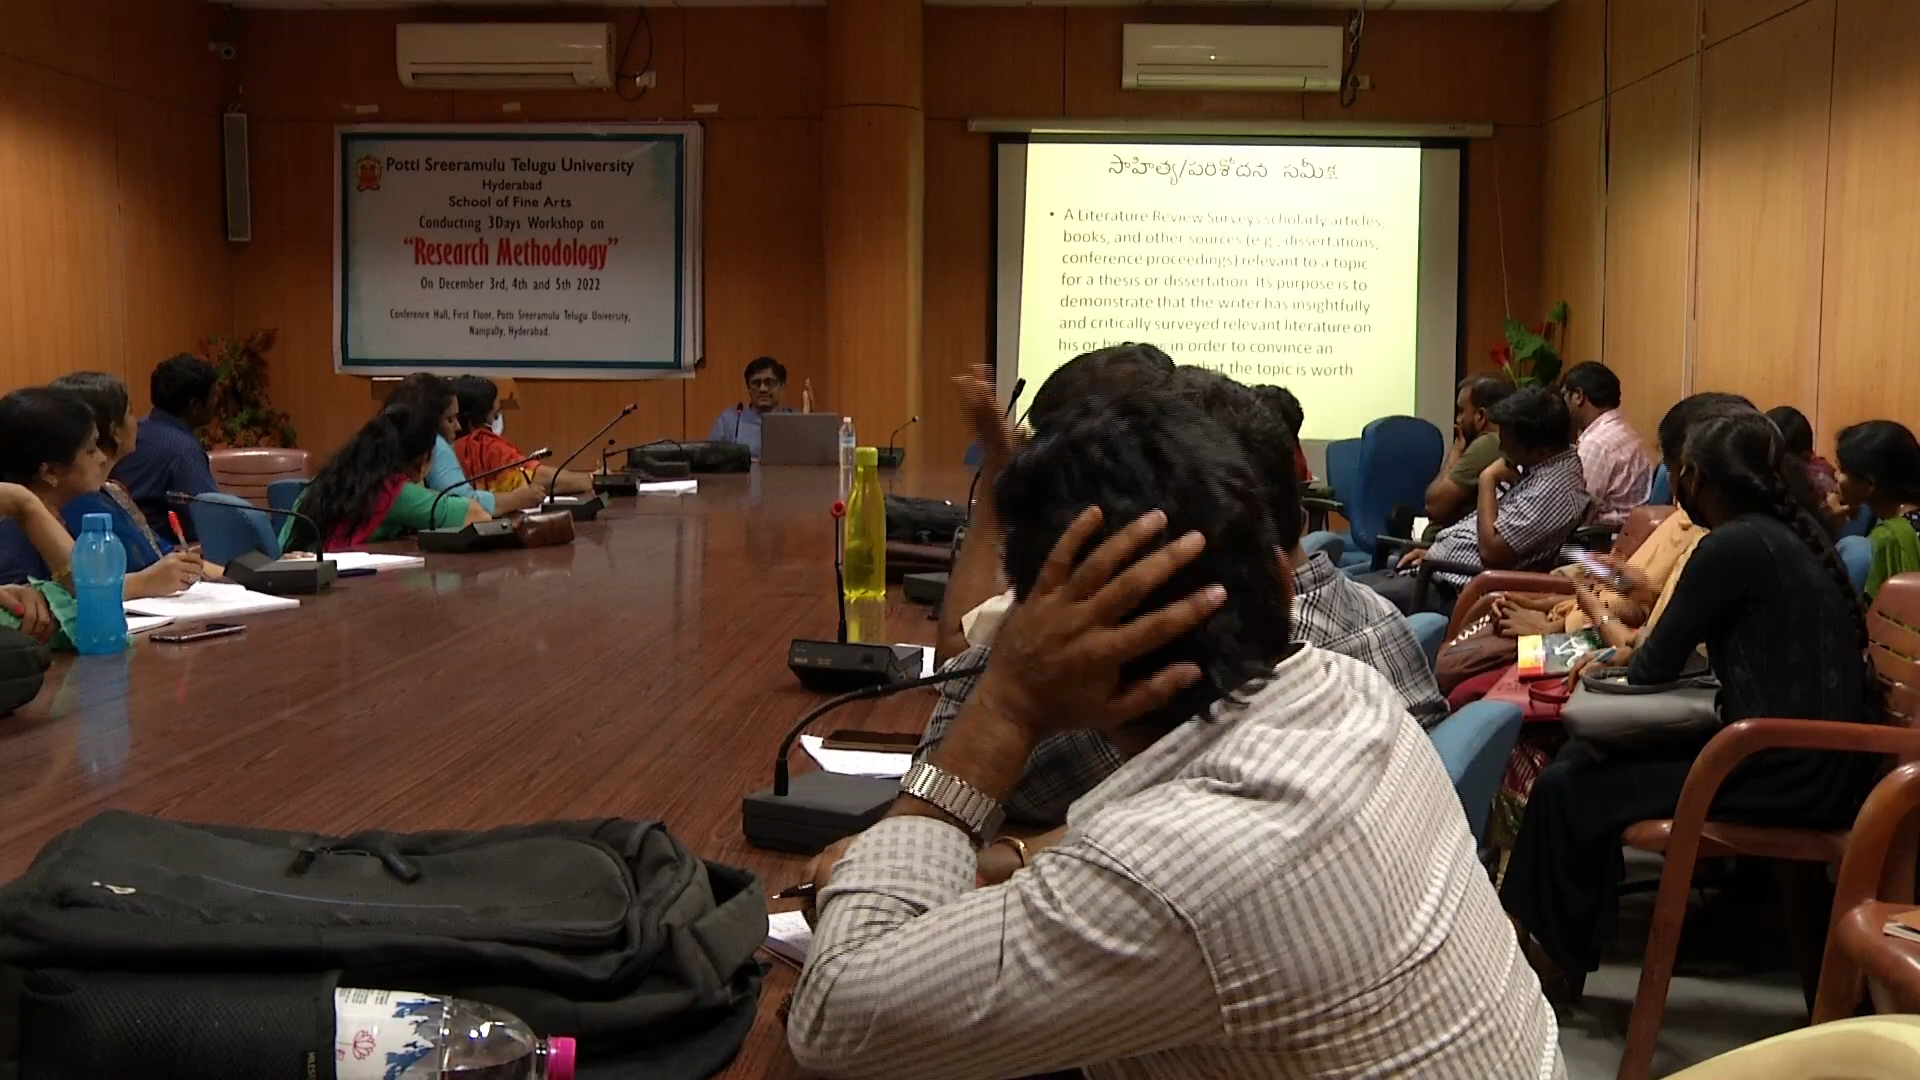 Potti Sreeramulu Telugu University
Hyderabad
School of Fine Arts
Conducting 3Days Workshop on
"Research Methodology"
On December 3rd, 4th and 5th 2022
Conference Hall, First Floor, Potti Sreeramulu Telugu University,
Nampally, Hyderabad.
సాహిత్య/పరిశోదన సమీక్ష
• A Literature Review Surveys scholarly articles,
books, and other sources (e.g., dissertations,
conference proceedings) relevant to a topic
for a thesis or dissertation. Its purpose is to
demonstrate that the writer has insightfully
and critically surveyed relevant literature on
his or in order to convince an
that the topic is worth